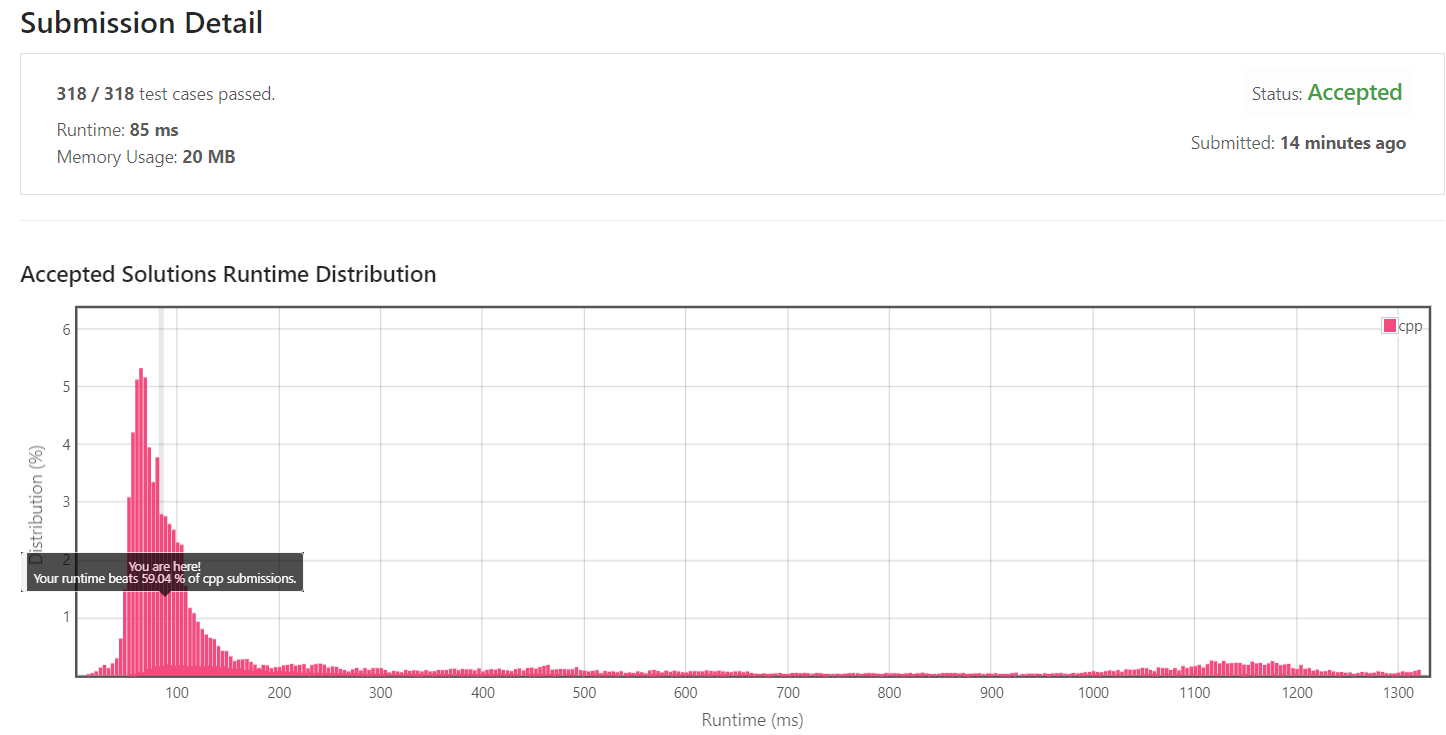 Submission Detail
318 / 318 test cases passed.
Status: Accepted
Runtime: 85 ms
Submitted: 14 minutes ago
Memory Usage: 20 MB
Accepted Solutions Runtime Distribution
cpp
Distribution (%)
6
5
4
3
2
1
You are here!
Your runtime beats 59.04 % of cpp submissions.
100 200 300 400 500 600 700 800 900 1000 1100 1200 1300
Runtime (ms)